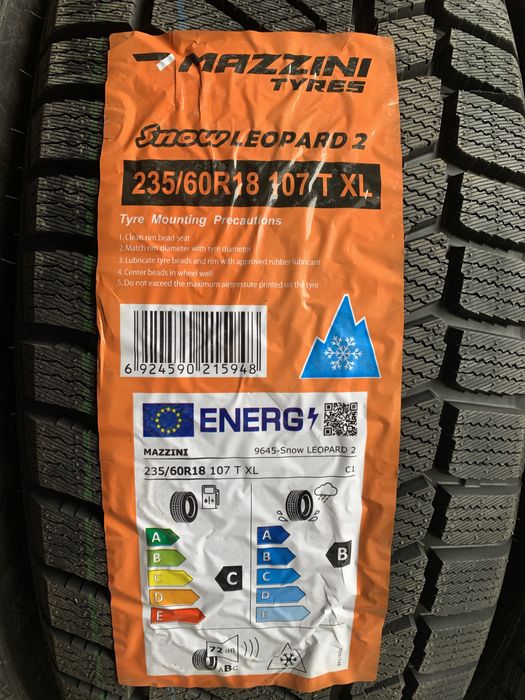 MAZZINI
TYRES
Snow LEOPARD 2
235/60R18 107 T XL
Tyre Mounting Precautions
1.Clean rim bead seat
2.Match rim diameter with tyre diameter
3.Lubricate tyre beads and rim with approved rubber lubricant
4.Center beads in wheel well
5.Do not exceed the maximum airpressure printed on the tyre
6 924590 215948
ENERG
MAZZINI 9645-Snow LEOPARD 2
235/60R18 107 T XL C1
A A
B B B
C C C
D D
E E
72 dB
ABC